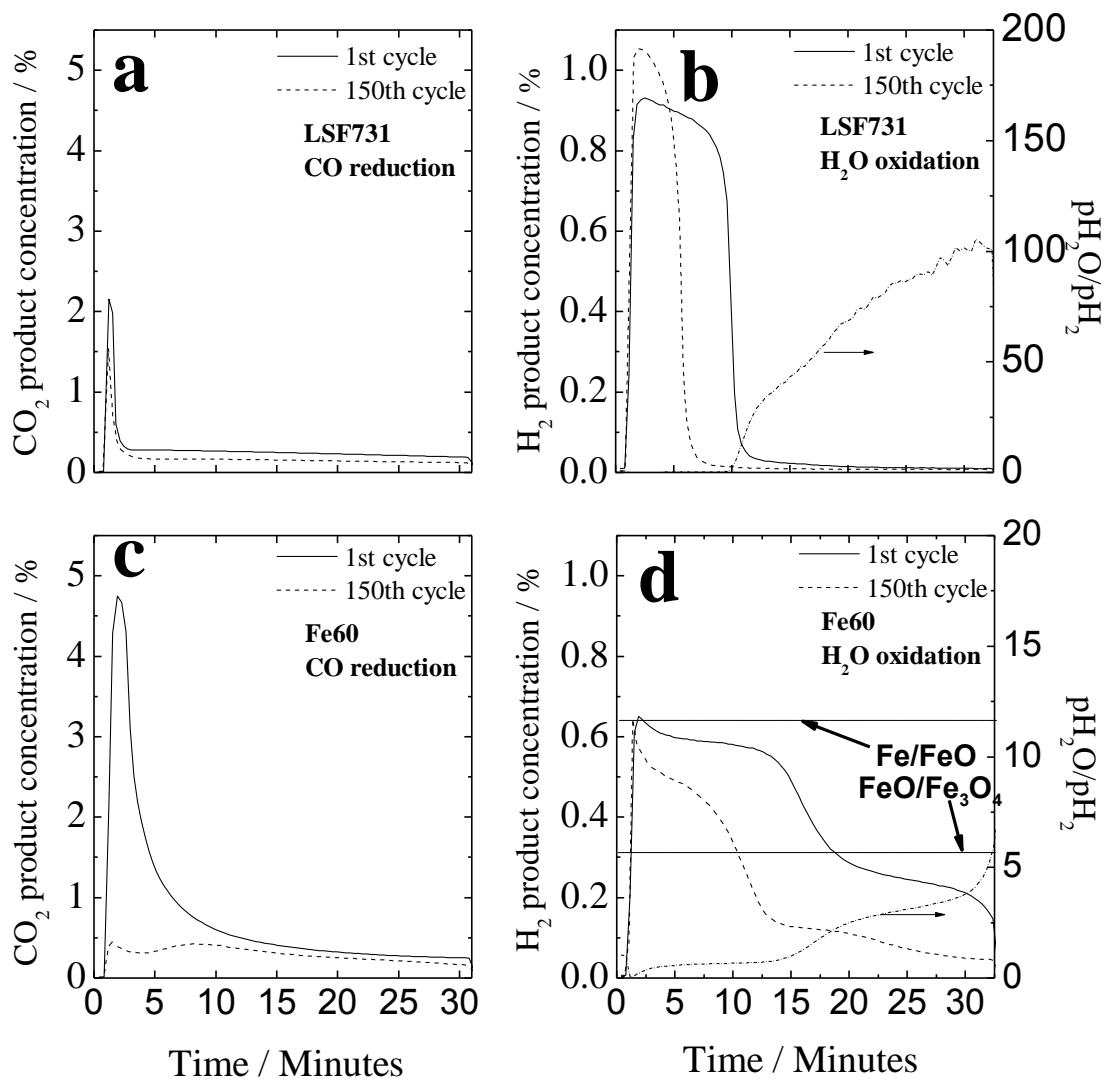 a
1st cycle
150th cycle
LSF731
CO reduction
CO₂ product concentration / %
5
4
3
2
1
0
b
1st cycle
150th cycle
LSF731
H₂O oxidation
H₂ product concentration / %
1.0
0.8
0.6
0.4
0.2
0.0
pH₂O/pH₂
200
150
100
50
0
c
1st cycle
150th cycle
Fe60
CO reduction
CO₂ product concentration / %
5
4
3
2
1
0
0 5 10 15 20 25 30
Time / Minutes
d
1st cycle
150th cycle
Fe60
H₂O oxidation
Fe/FeO
FeO/Fe₃O₄
H₂ product concentration / %
1.0
0.8
0.6
0.4
0.2
0.0
pH₂O/pH₂
20
15
10
5
0
0 5 10 15 20 25 30
Time / Minutes